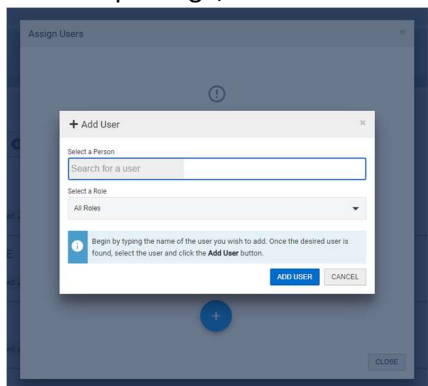 Assign Users
×
+ Add User
×
Select a Person
Search for a user
Select a Role
All Roles
Begin by typing the name of the user you wish to add. Once the desired user is
found, select the user and click the Add User button.
ADD USER CANCEL
+
CLOSE